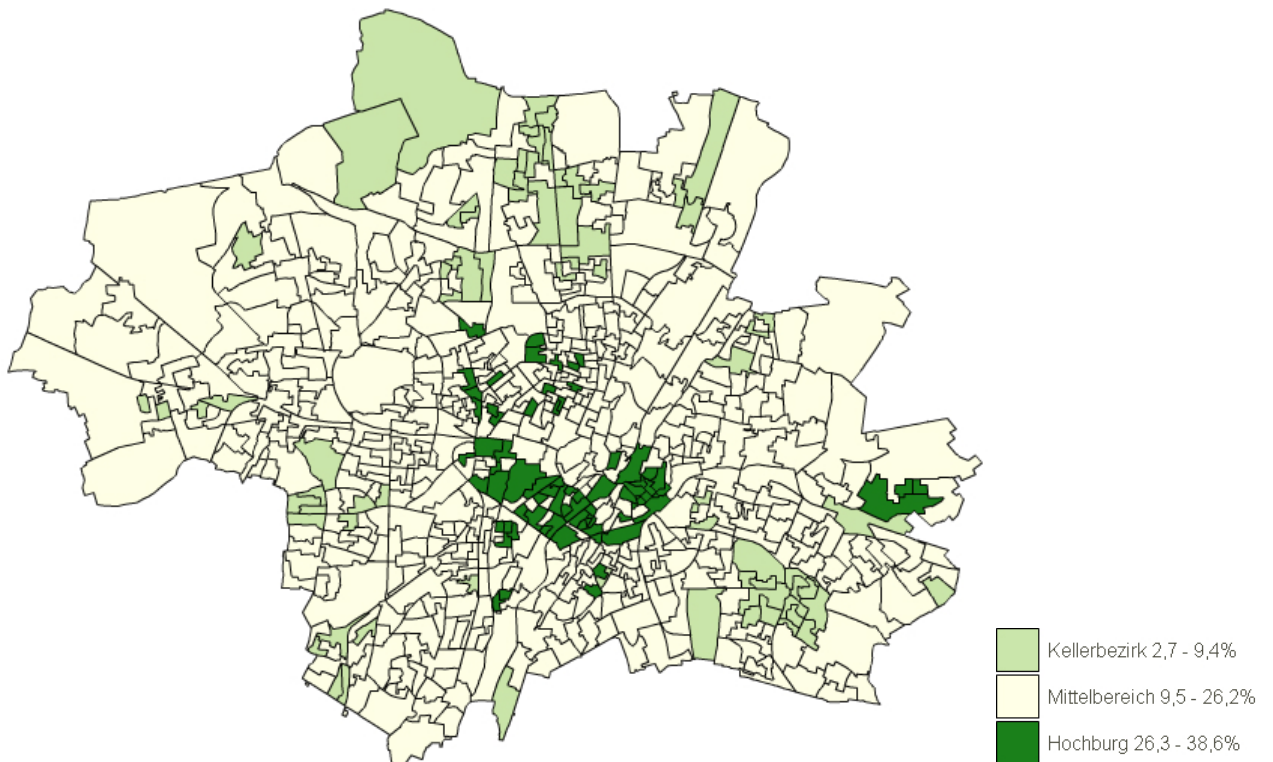 Kellerbezirk 2,7 - 9,4%
Mittelbereich 9,5 - 26,2%
Hochburg 26,3 - 38,6%